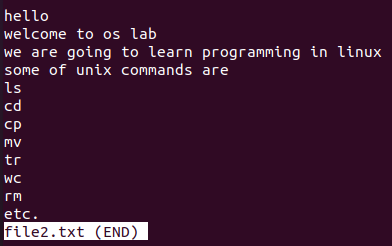 hello
welcome to os lab
we are going to learn programming in linux
some of unix commands are
ls
cd
cp
mv
tr
wc
rm
etc.
file2.txt (END)